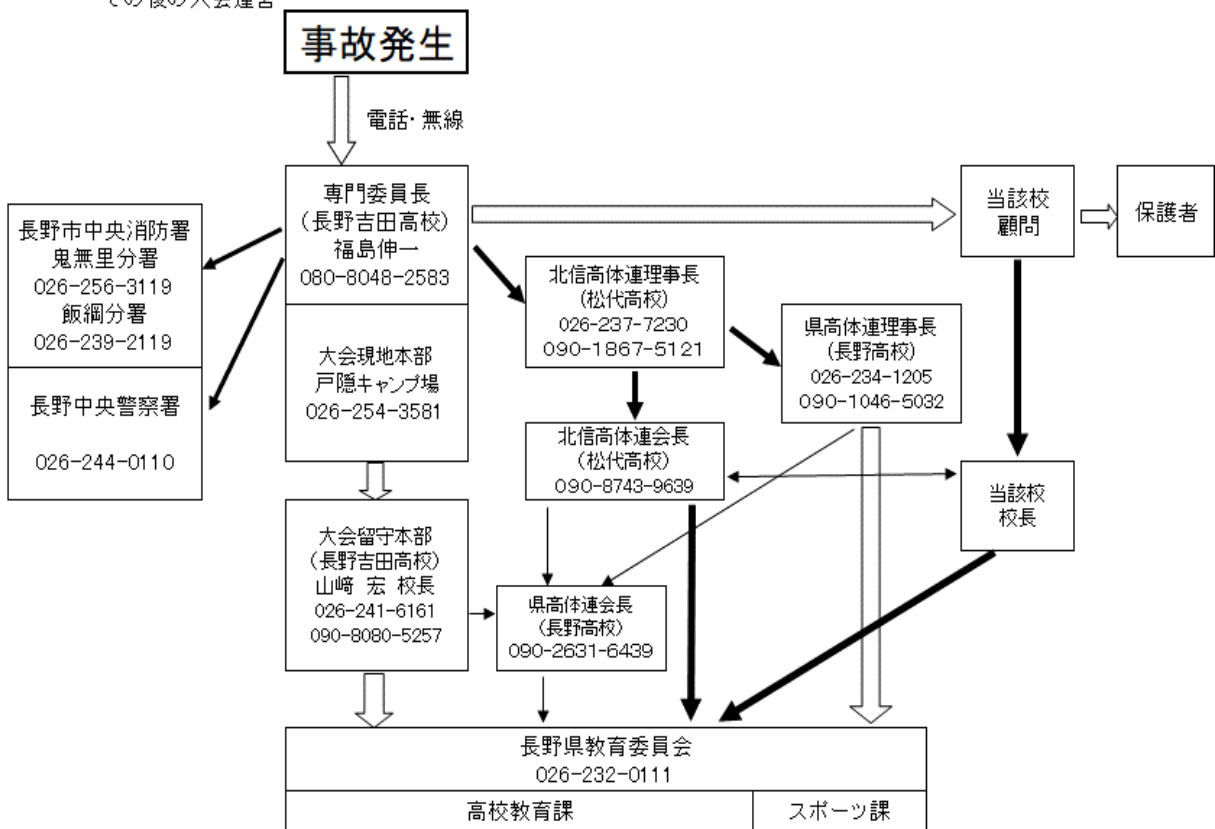 その後の大会運営
事故発生
電話・無線
専門委員長
(長野吉田高校)
福島伸一
080-8048-2583
当該校
顧問
保護者
長野市中央消防署
鬼無里分署
026-256-3119
飯綱分署
026-239-2119
北信高体連理事長
(松代高校)
026-237-7230
090-1867-5121
県高体連理事長
(長野高校)
026-234-1205
090-1046-5032
大会現地本部
戸隠キャンプ場
026-254-3581
長野中央警察署
026-244-0110
北信高体連会長
(松代高校)
090-8743-9639
当該校
校長
大会留守本部
(長野吉田高校)
山﨑 宏 校長
026-241-6161
090-8080-5257
県高体連会長
(長野高校)
090-2631-6439
長野県教育委員会
026-232-0111
高校教育課
スポーツ課